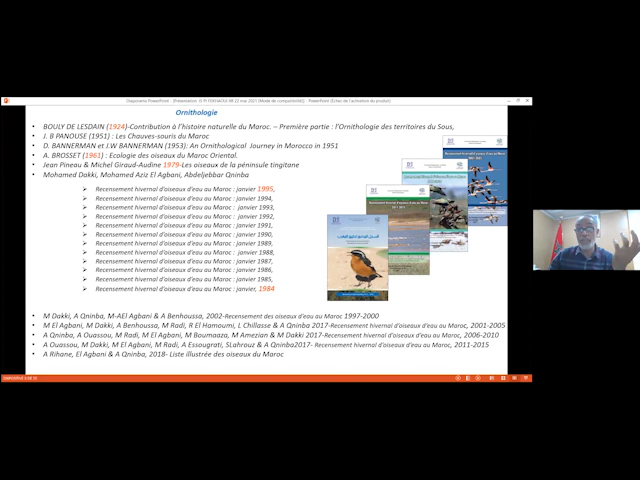 Ornithologie
BOULY DE LESDAIN (1924)-Contribution à l'histoire naturelle du Maroc. – Première partie : l'Ornithologie des territoires du Sous,
J. B PANOUSE (1951) : Les Chauves-souris du Maroc
D. BANNERMAN et J.W BANNERMAN (1953): An Ornithological Journey in Morocco in 1951
A. BROSSET (1961) : Ecologie des oiseaux du Maroc Oriental.
Jean Pineau & Michel Giraud-Audine 1979-Les oiseaux de la péninsule tingitane
Mohamed Dakki, Mohamed Aziz El Agbani, Abdeljebbar Qninba
Recensement hivernal d'oiseaux d'eau au Maroc : janvier 1995,
Recensement hivernal d'oiseaux d'eau au Maroc : janvier 1994,
Recensement hivernal d'oiseaux d'eau au Maroc : janvier 1993,
Recensement hivernal d'oiseaux d'eau au Maroc : janvier 1992,
Recensement hivernal d'oiseaux d'eau au Maroc : janvier 1991,
Recensement hivernal d'oiseaux d'eau au Maroc : janvier 1990,
Recensement hivernal d'oiseaux d'eau au Maroc : janvier 1989,
Recensement hivernal d'oiseaux d'eau au Maroc : janvier 1988,
Recensement hivernal d'oiseaux d'eau au Maroc : janvier 1987,
Recensement hivernal d'oiseaux d'eau au Maroc : janvier 1986,
Recensement hivernal d'oiseaux d'eau au Maroc : janvier 1985,
Recensement hivernal d'oiseaux d'eau au Maroc : janvier, 1984
M Dakki, A Qninba, M-AEl Agbani & A Benhoussa, 2002-Recensement des oiseaux d'eau au Maroc 1997-2000
M El Agbani, M Dakki, A Benhoussa, M Radi, R El Hamoumi, L Chillasse & A Qninba 2017-Recensement hivernal d'oiseaux d'eau au Maroc, 2001-2005
A Qninba, A Ouassou, M Radi, M El Agbani, M Boumaaza, M Amezian & M Dakki 2017-Recensement hivernal d'oiseaux d'eau au Maroc, 2006-2010
A Ouassou, M Dakki, M El Agbani, M Radi, A Essougrati, SLahrouz & A Qninba2017- Recensement hivernal d'oiseaux d'eau au Maroc, 2011-2015
A Rihane, El Agbani & A Qninba, 2018- Liste illustrée des oiseaux du Maroc